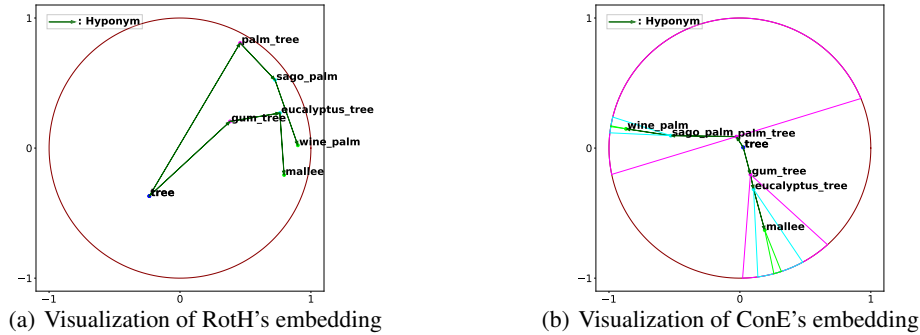 : Hyponym
palm_tree
sago_palm
eucalyptus_tree
gum_tree
wine_palm
mallee
tree
1
0
−1
−1
0
1
(a) Visualization of RotH's embedding
: Hyponym
wine_palm
sago_palm
palm_tree
tree
gum_tree
eucalyptus_tree
mallee
1
0
−1
−1
0
1
(b) Visualization of ConE's embedding